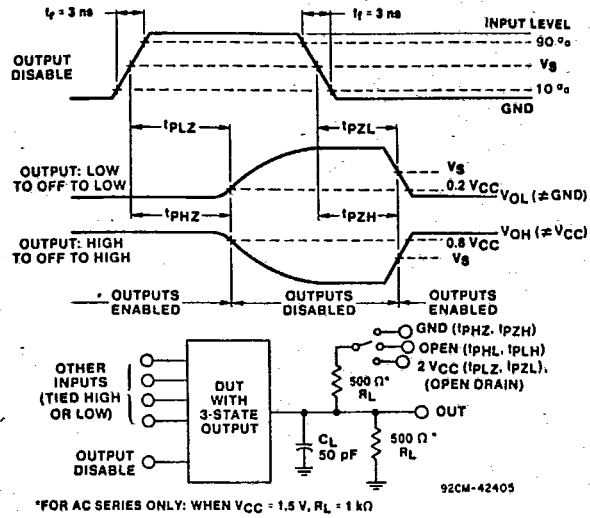 tf = 3 ns
tf = 3 ns
INPUT LEVEL
90 %
VS
10 %
GND
OUTPUT
DISABLE
tPLZ
tPZL
OUTPUT: LOW
TO OFF TO LOW
VS
0.2 VCC
VOL (≠GND)
tPHZ
tPZH
OUTPUT: HIGH
TO OFF TO
HIGH
VOH (≠VCC)
0.8 VCC
VS
OUTPUTS
ENABLED
OUTPUTS
DISABLED
OUTPUTS
ENABLED
GND (tPHZ, tPZH)
OPEN (tPHL, tPLH)
2 VCC (tPLZ, tPZL),
(OPEN DRAIN)
OTHER
INPUTS
(TIED HIGH
OR LOW)
DUT
WITH
3-STATE
OUTPUT
500 Ω*
RL
OUT
OUTPUT
DISABLE
CL
50 pF
500 Ω*
RL
92CM-42405
*FOR AC SERIES ONLY: WHEN VCC = 1.5 V, RL = 1 kΩ